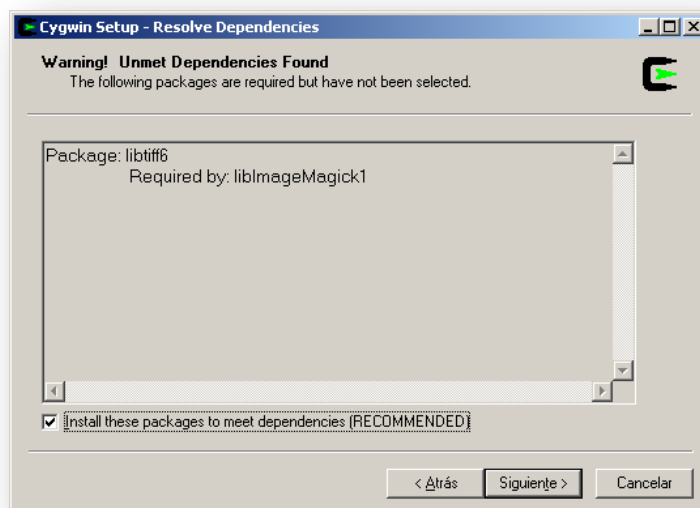 Cygwin Setup - Resolve Dependencies
Warning! Unmet Dependencies Found
The following packages are required but have not been selected.
Package: libtiff6
Required by: libImageMagick1
Install these packages to meet dependencies (RECOMMENDED)
< Atrás Siguiente > Cancelar